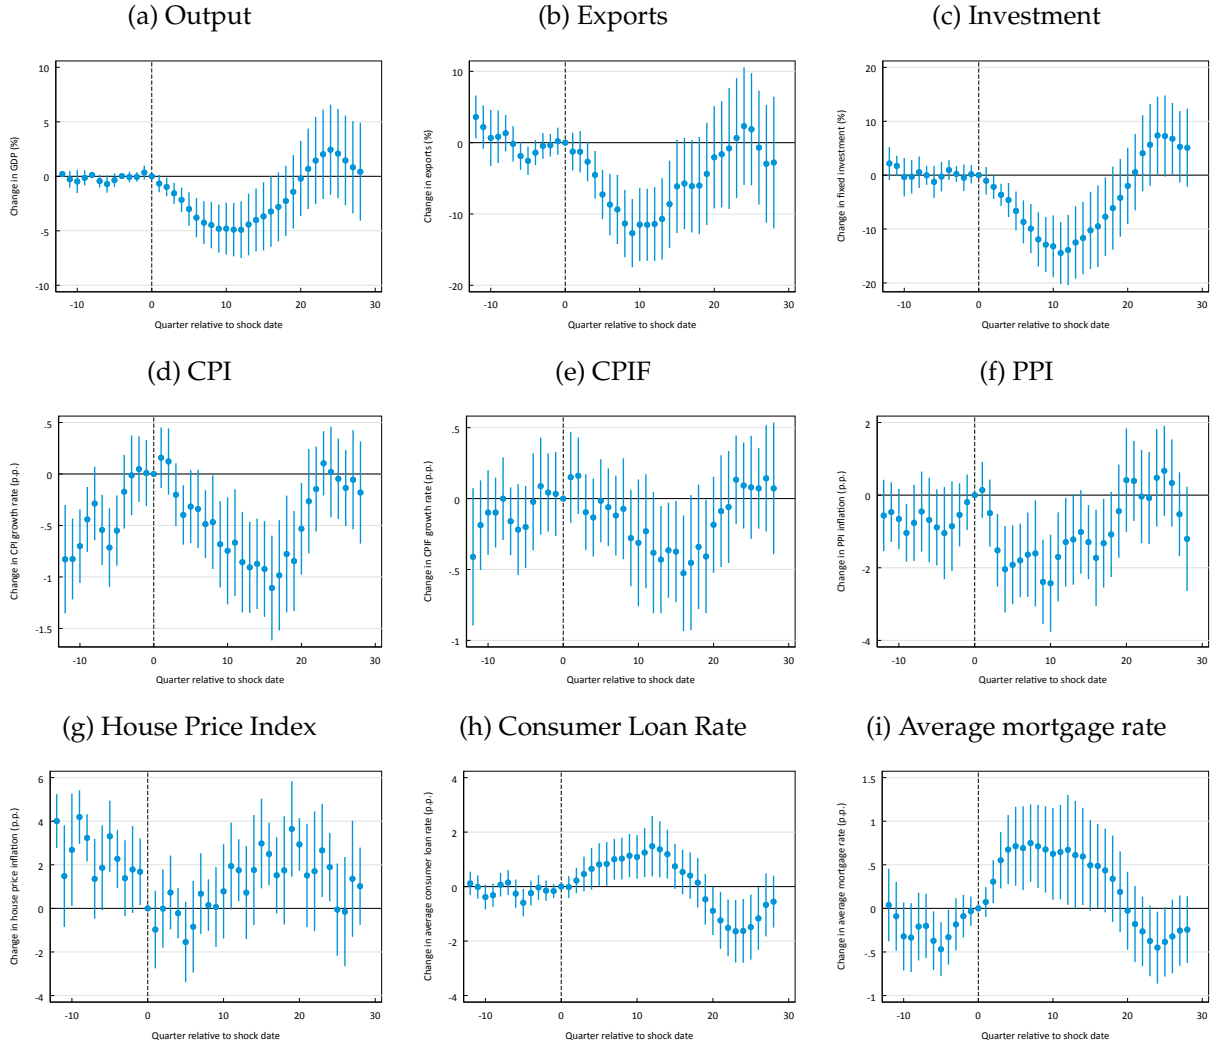 (a) Output
(b) Exports
(c) Investment
Change in GDP (%)
10
5
0
-5
-10
-10 0 10 20 30
Quarter relative to shock date
Change in exports (%)
10
0
-10
-20
-10 0 10 20 30
Quarter relative to shock date
Change in fixed investment (%)
20
10
0
-10
-20
-10 0 10 20 30
Quarter relative to shock date
(d) CPI
(e) CPIF
(f) PPI
Change in CPI growth rate (p.p.)
.5
0
-.5
-1
-1.5
-10 0 10 20 30
Quarter relative to shock date
Change in CPIF growth rate (p.p.)
.5
0
-.5
-1
-10 0 10 20 30
Quarter relative to shock date
Change in PPI inflation (p.p.)
2
0
-2
-4
-10 0 10 20 30
Quarter relative to shock date
(g) House Price Index
(h) Consumer Loan Rate
(i) Average mortgage rate
Change in house price inflation (p.p.)
6
4
2
0
-2
-4
-10 0 10 20 30
Quarter relative to shock date
Change in average consumer loan rate (p.p.)
4
2
0
-2
-4
-10 0 10 20 30
Quarter relative to shock date
Change in average mortgage rate (p.p.)
1.5
1
.5
0
-.5
-1
-10 0 10 20 30
Quarter relative to shock date